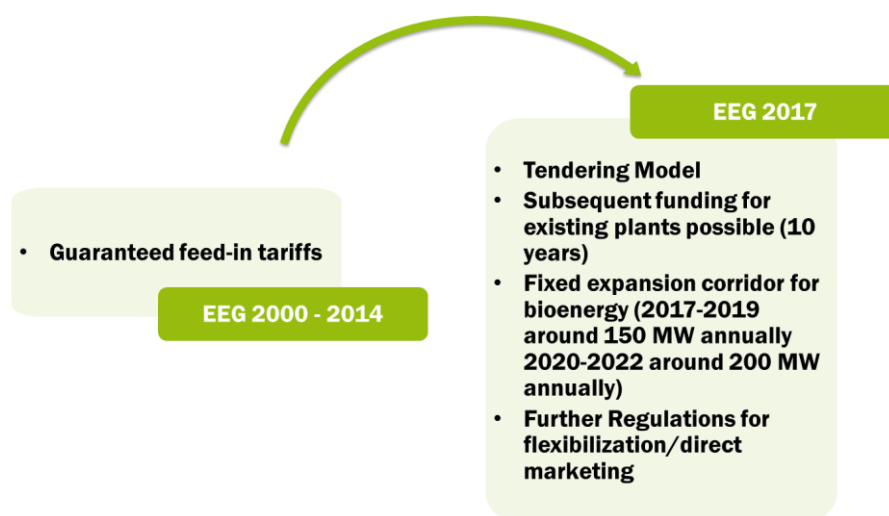 EEG 2017
• Tendering Model
• Subsequent funding for
existing plants possible (10
years)
• Fixed expansion corridor for
bioenergy (2017-2019
around 150 MW annually
2020-2022 around 200 MW
annually)
• Further Regulations for
flexibilization/direct
marketing
• Guaranteed feed-in tariffs
EEG 2000 - 2014